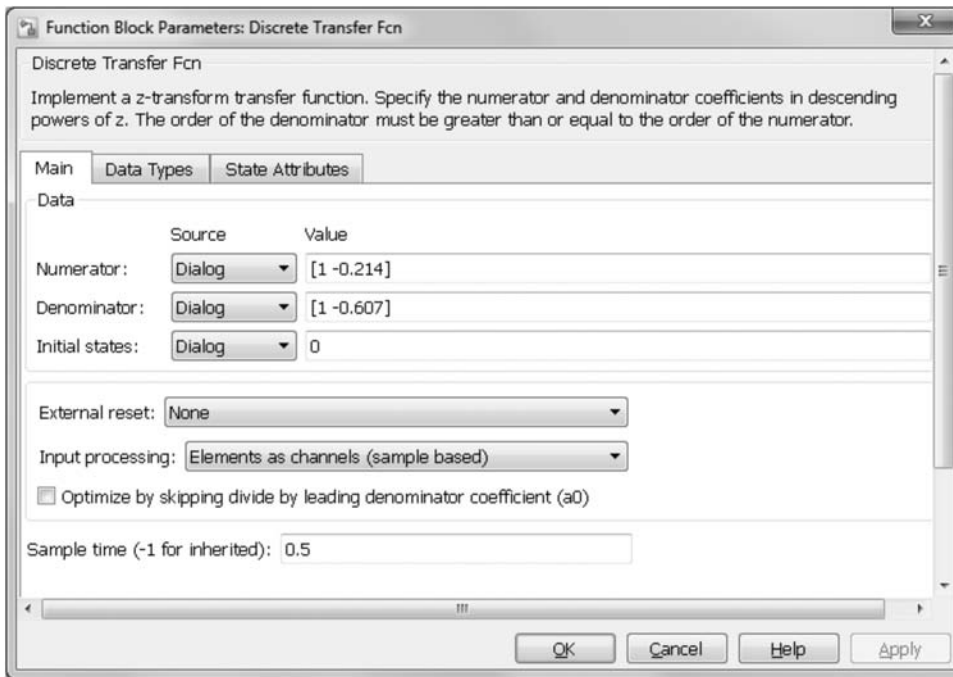 Function Block Parameters: Discrete Transfer Fcn
Discrete Transfer Fcn
Implement a z-transform transfer function. Specify the numerator and denominator coefficients in descending
powers of z. The order of the denominator must be greater than or equal to the order of the numerator.
Main Data Types State Attributes
Data
Source Value
Numerator: Dialog [1 -0.214]
Denominator: Dialog [1 -0.607]
Initial states: Dialog 0
External reset: None
Input processing: Elements as channels (sample based)
Optimize by skipping divide by leading denominator coefficient (a0)
Sample time (-1 for inherited): 0.5
OK Cancel Help Apply